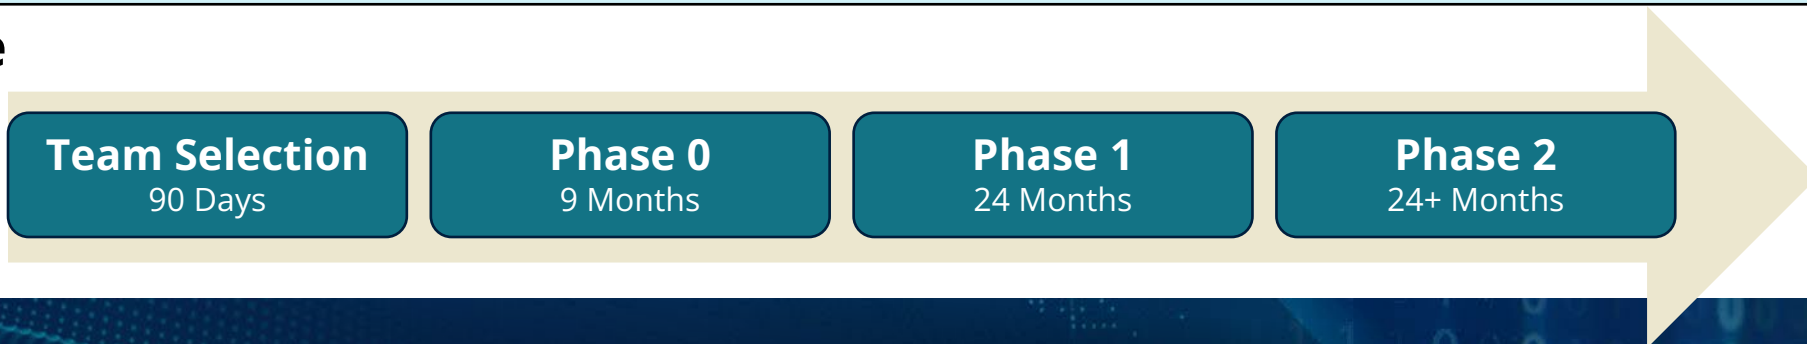 Team Selection
90 Days
Phase 0
9 Months
Phase 1
24 Months
Phase 2
24+ Months